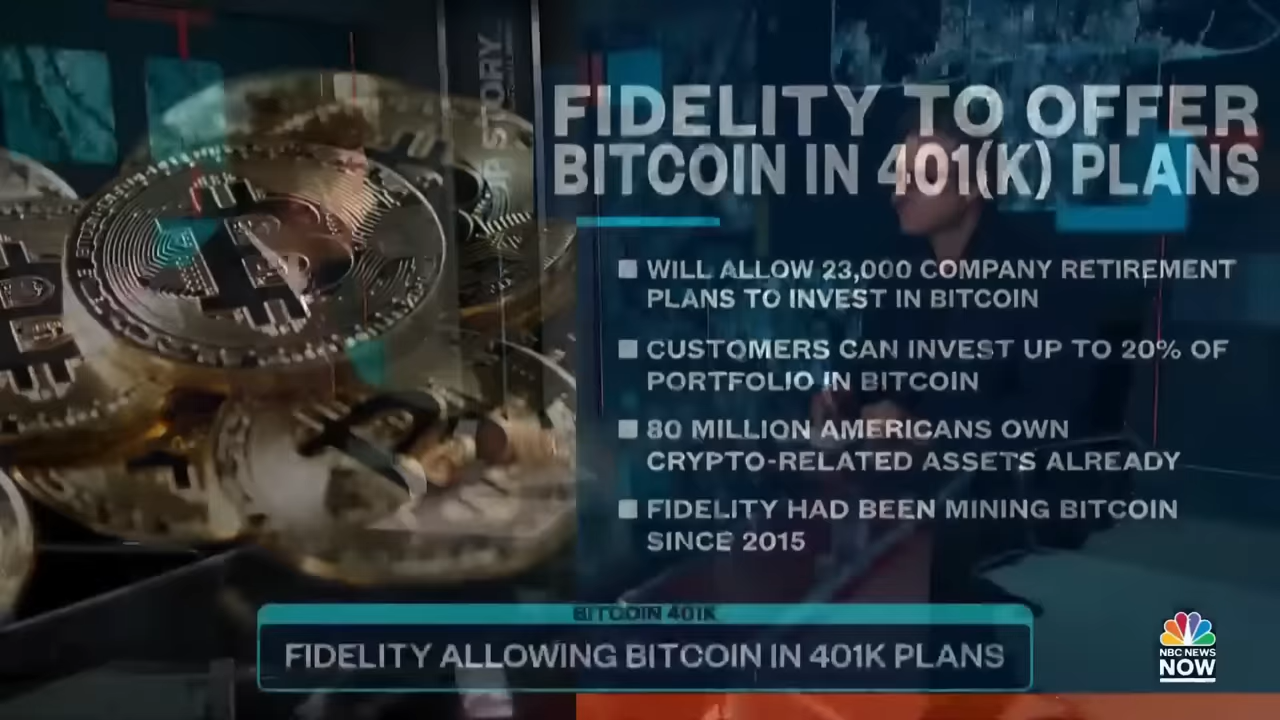 FIDELITY TO OFFER
BITCOIN IN 401(K) PLANS
WILL ALLOW 23,000 COMPANY RETIREMENT
PLANS TO INVEST IN BITCOIN
CUSTOMERS CAN INVEST UP TO 20% OF
PORTFOLIO IN BITCOIN
80 MILLION AMERICANS OWN
CRYPTO-RELATED ASSETS ALREADY
FIDELITY HAD BEEN MINING BITCOIN
SINCE 2015
BITCOIN 401K
FIDELITY ALLOWING BITCOIN IN 401K PLANS
NBC NEWS
NOW
STORY